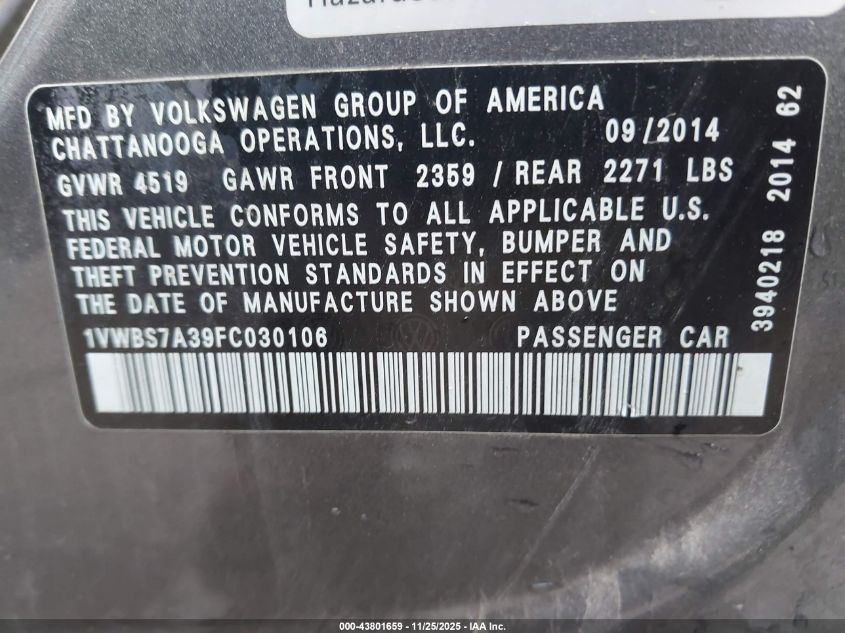 MFD BY VOLKSWAGEN GROUP OF AMERICA
CHATTANOOGA OPERATIONS, LLC. 09/2014
GVWR 4519 GAWR FRONT 2359 / REAR 2271 LBS
THIS VEHICLE CONFORMS TO ALL APPLICABLE U.S.
FEDERAL MOTOR VEHICLE SAFETY, BUMPER AND
THEFT PREVENTION STANDARDS IN EFFECT ON
THE DATE OF MANUFACTURE SHOWN ABOVE
1VWBS7A39FC030106 PASSENGER CAR
3940218 2014 62
000-43801659 - 11/25/2025 - IAA Inc.